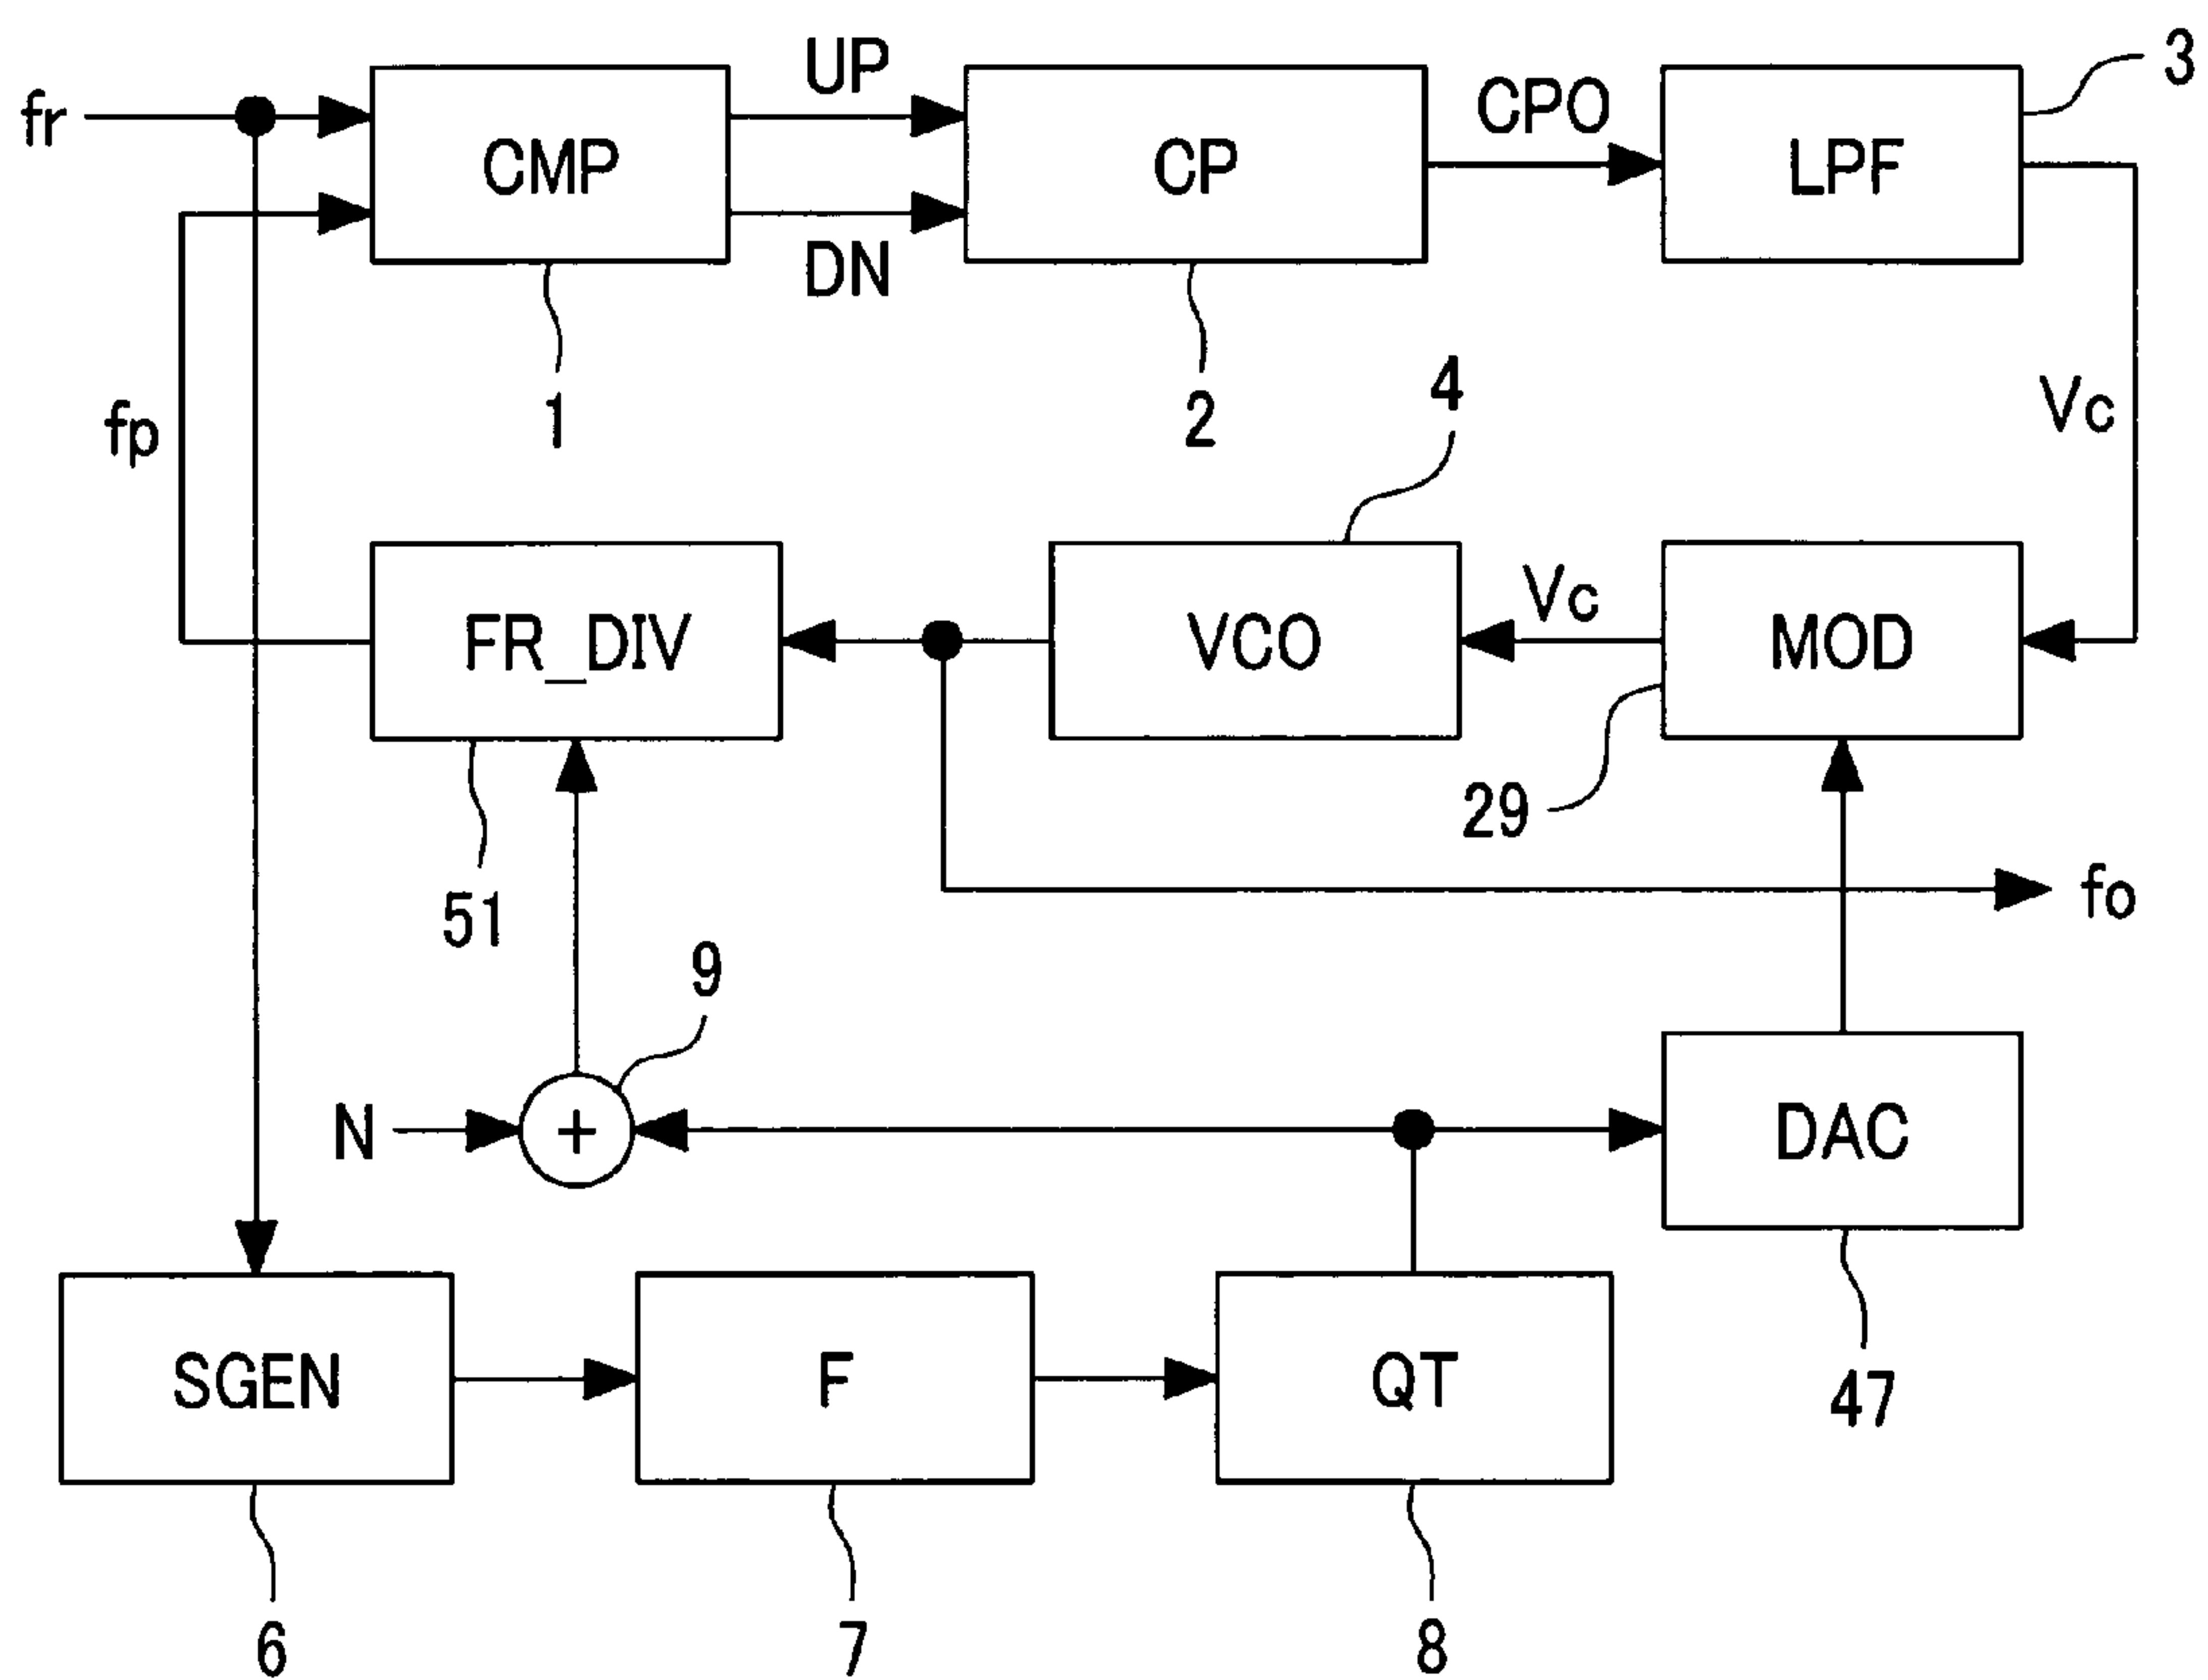 fr
CMP
UP
DN
CP
CPO
LPF
3
1
2
fp
Vc
4
FR_DIV
VCO
Vc
MOD
29
51
fo
9
N
+
DAC
47
SGEN
F
QT
6
7
8